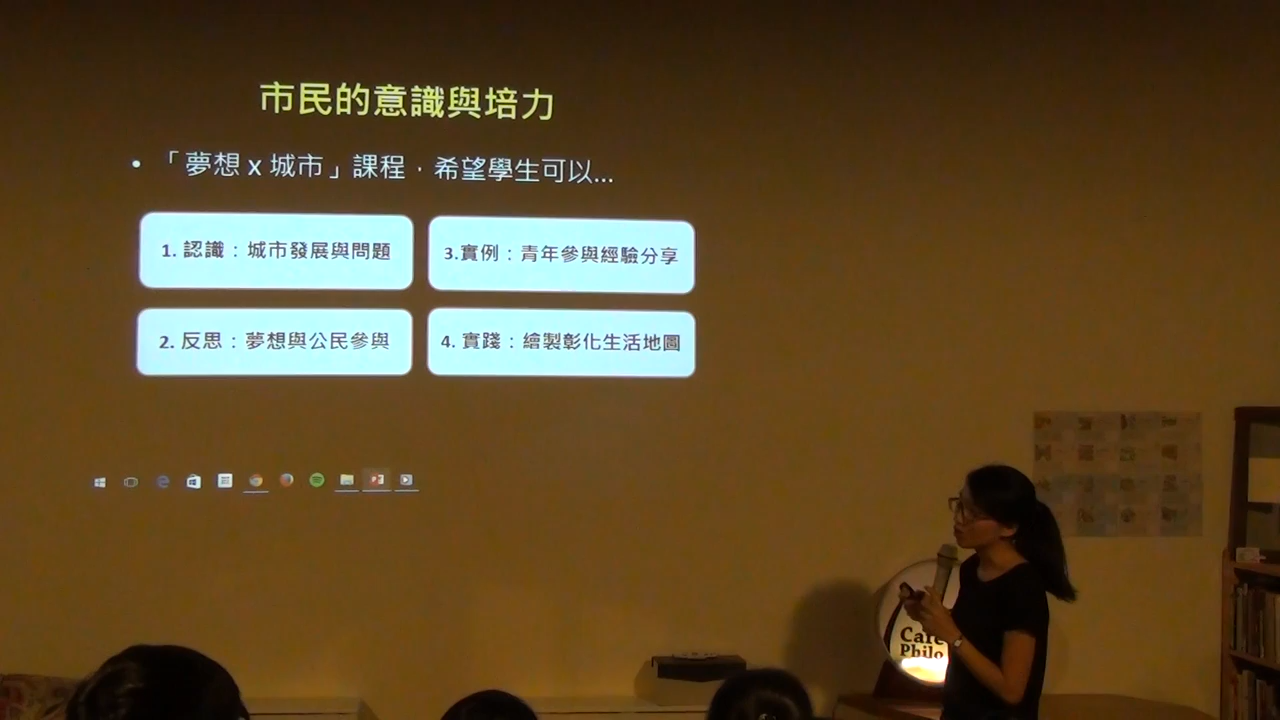 市民的意識與培力
• 「夢想 x 城市」課程，希望學生可以...
1. 認識：城市發展與問題
3.實例：青年參與經驗分享
2. 反思：夢想與公民參與
4. 實踐：繪製彰化生活地圖
Café
Philo